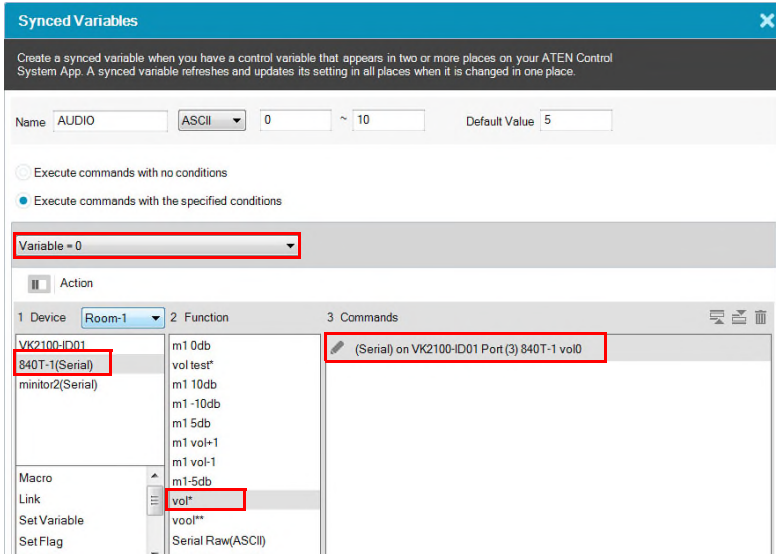 Synced Variables
Create a synced variable when you have a control variable that appears in two or more places on your ATEN Control
System App. A synced variable refreshes and updates its setting in all places when it is changed in one place.
Name AUDIO ASCII 0 ~ 10 Default Value 5
Execute commands with no conditions
Execute commands with the specified conditions
Variable = 0
Action
1 Device Room-1 2 Function 3 Commands
VK2100-ID01
840T-1(Serial)
minitor2(Serial)
Macro
Link
Set Variable
Set Flag
m1 0db
vol test*
m1 10db
m1 -10db
m1 5db
m1 vol+1
m1 vol-1
m1-5db
vol*
vool**
Serial Raw(ASCII)
(Serial) on VK2100-ID01 Port (3) 840T-1 vol0